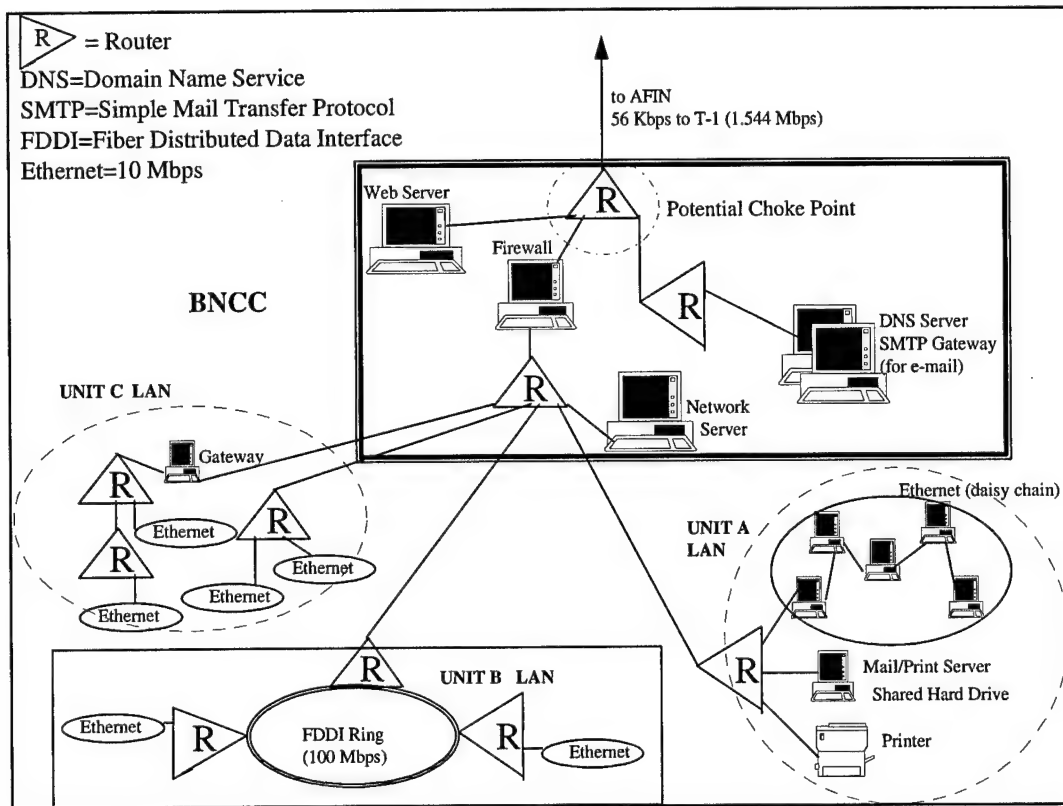 R = Router
DNS=Domain Name Service
SMTP=Simple Mail Transfer Protocol
FDDI=Fiber Distributed Data Interface
Ethernet=10 Mbps
to AFIN
56 Kbps to T-1 (1.544 Mbps)
Web Server
R
Potential Choke Point
Firewall
BNCC
R
DNS Server
SMTP Gateway
(for e-mail)
R
Network
Server
UNIT C LAN
Gateway
R
Ethernet
R
R
Ethernet
Ethernet
Ethernet
Ethernet (daisy chain)
UNIT A
LAN
R
Mail/Print Server
Shared Hard Drive
Printer
R
UNIT B LAN
Ethernet
R
FDDI Ring
(100 Mbps)
R
Ethernet